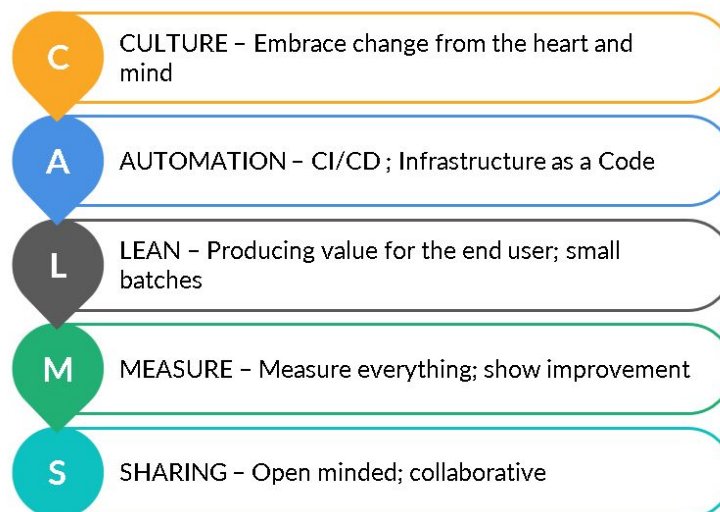 C
CULTURE – Embrace change from the heart and
mind
A
AUTOMATION – CI/CD ; Infrastructure as a Code
L
LEAN – Producing value for the end user; small
batches
M
MEASURE – Measure everything; show improvement
S
SHARING – Open minded; collaborative